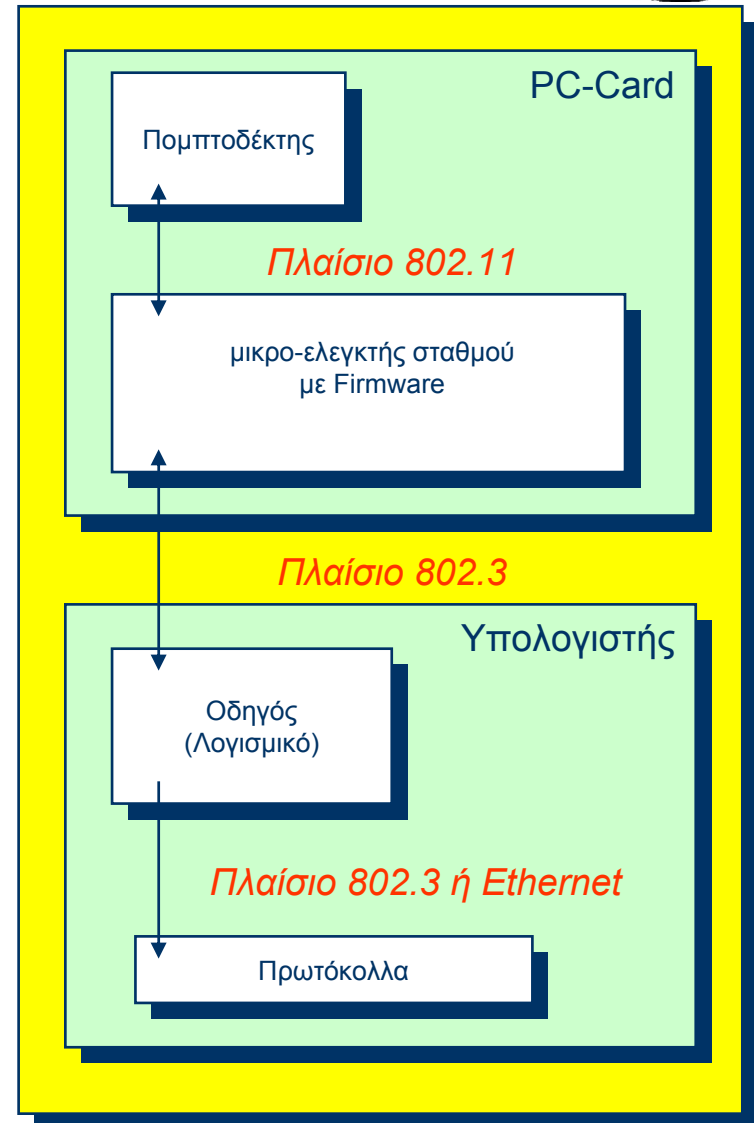 PC-Card
Πομπτοδέκτης
Πλαίσιο 802.11
μικρο-ελεγκτής σταθμού
με Firmware
Πλαίσιο 802.3
Υπολογιστής
Οδηγός
(Λογισμικό)
Πλαίσιο 802.3 ή Ethernet
Πρωτόκολλα